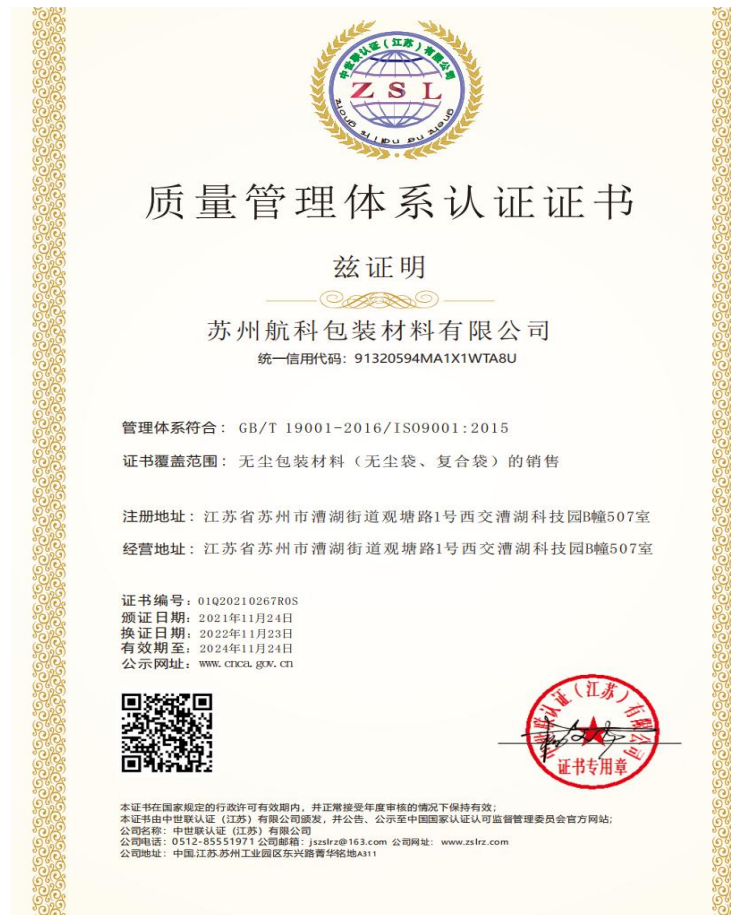 中世联认证（江苏）有限公司
ZSL
质量管理体系认证证书
兹证明
苏州航科包装材料有限公司
统一信用代码：91320594MA1X1WTA8U
管理体系符合：GB/T 19001-2016/ISO9001:2015
证书覆盖范围：无尘包装材料（无尘袋、复合袋）的销售
注册地址：江苏省苏州市漕湖街道观塘路1号西交漕湖科技园B幢507室
经营地址：江苏省苏州市漕湖街道观塘路1号西交漕湖科技园B幢507室
证书编号：01Q20210267R0S
颁证日期：2021年11月24日
换证日期：2022年11月23日
有效期至：2024年11月24日
公示网址：www.cnca.gov.cn
中世联认证（江苏）有限公司
证书专用章
本证书在国家规定的行政许可有效期内，并正常接受年度审核的情况下保持有效；
本证书由中世联认证（江苏）有限公司颁发，并公告、公示至中国国家认证认可监督管理委员会官方网站；
公司名称：中世联认证（江苏）有限公司
公司电话：0512-85551971 公司邮箱：jszslrz@163.com 公司网址：www.zslrz.com
公司地址：中国江苏苏州工业园区东兴路菁华铭地A311